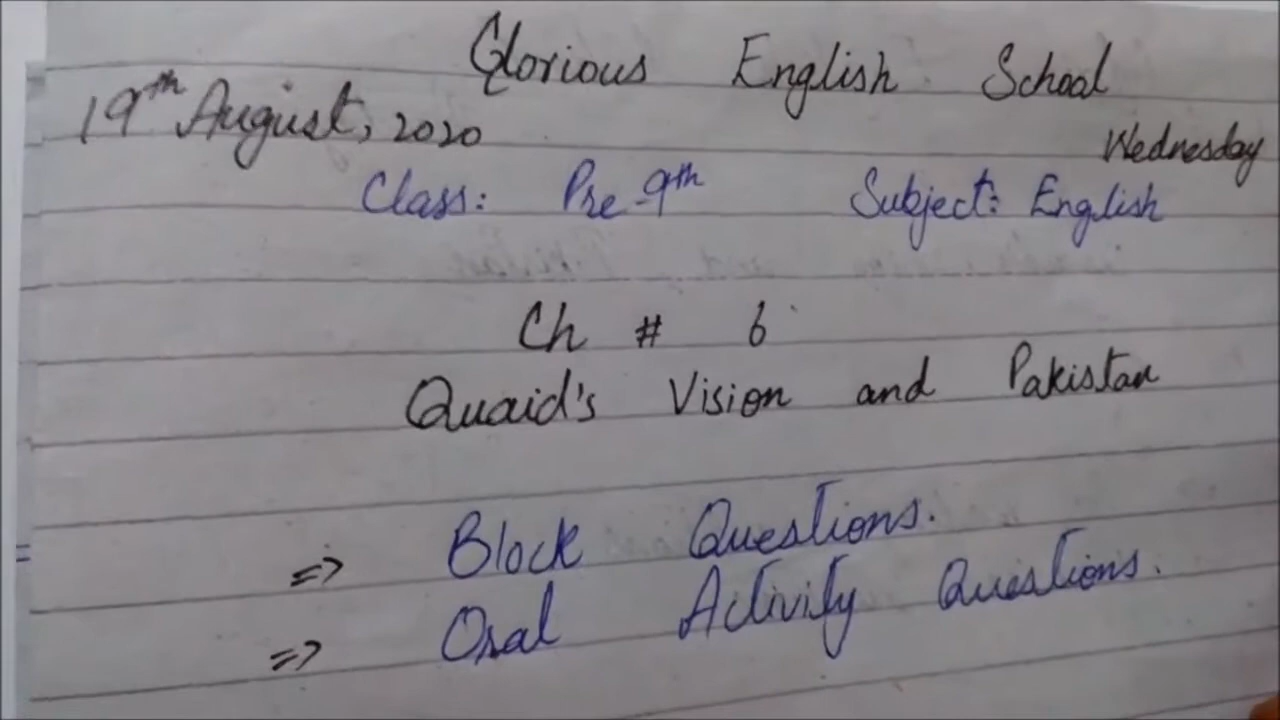 Glorious English School
19th August, 2020
Wednesday
Class: Pre-9th Subject: English
Ch # 6
Quaid's Vision and Pakistan
=> Block Questions.
=> Oral Activity Questions.